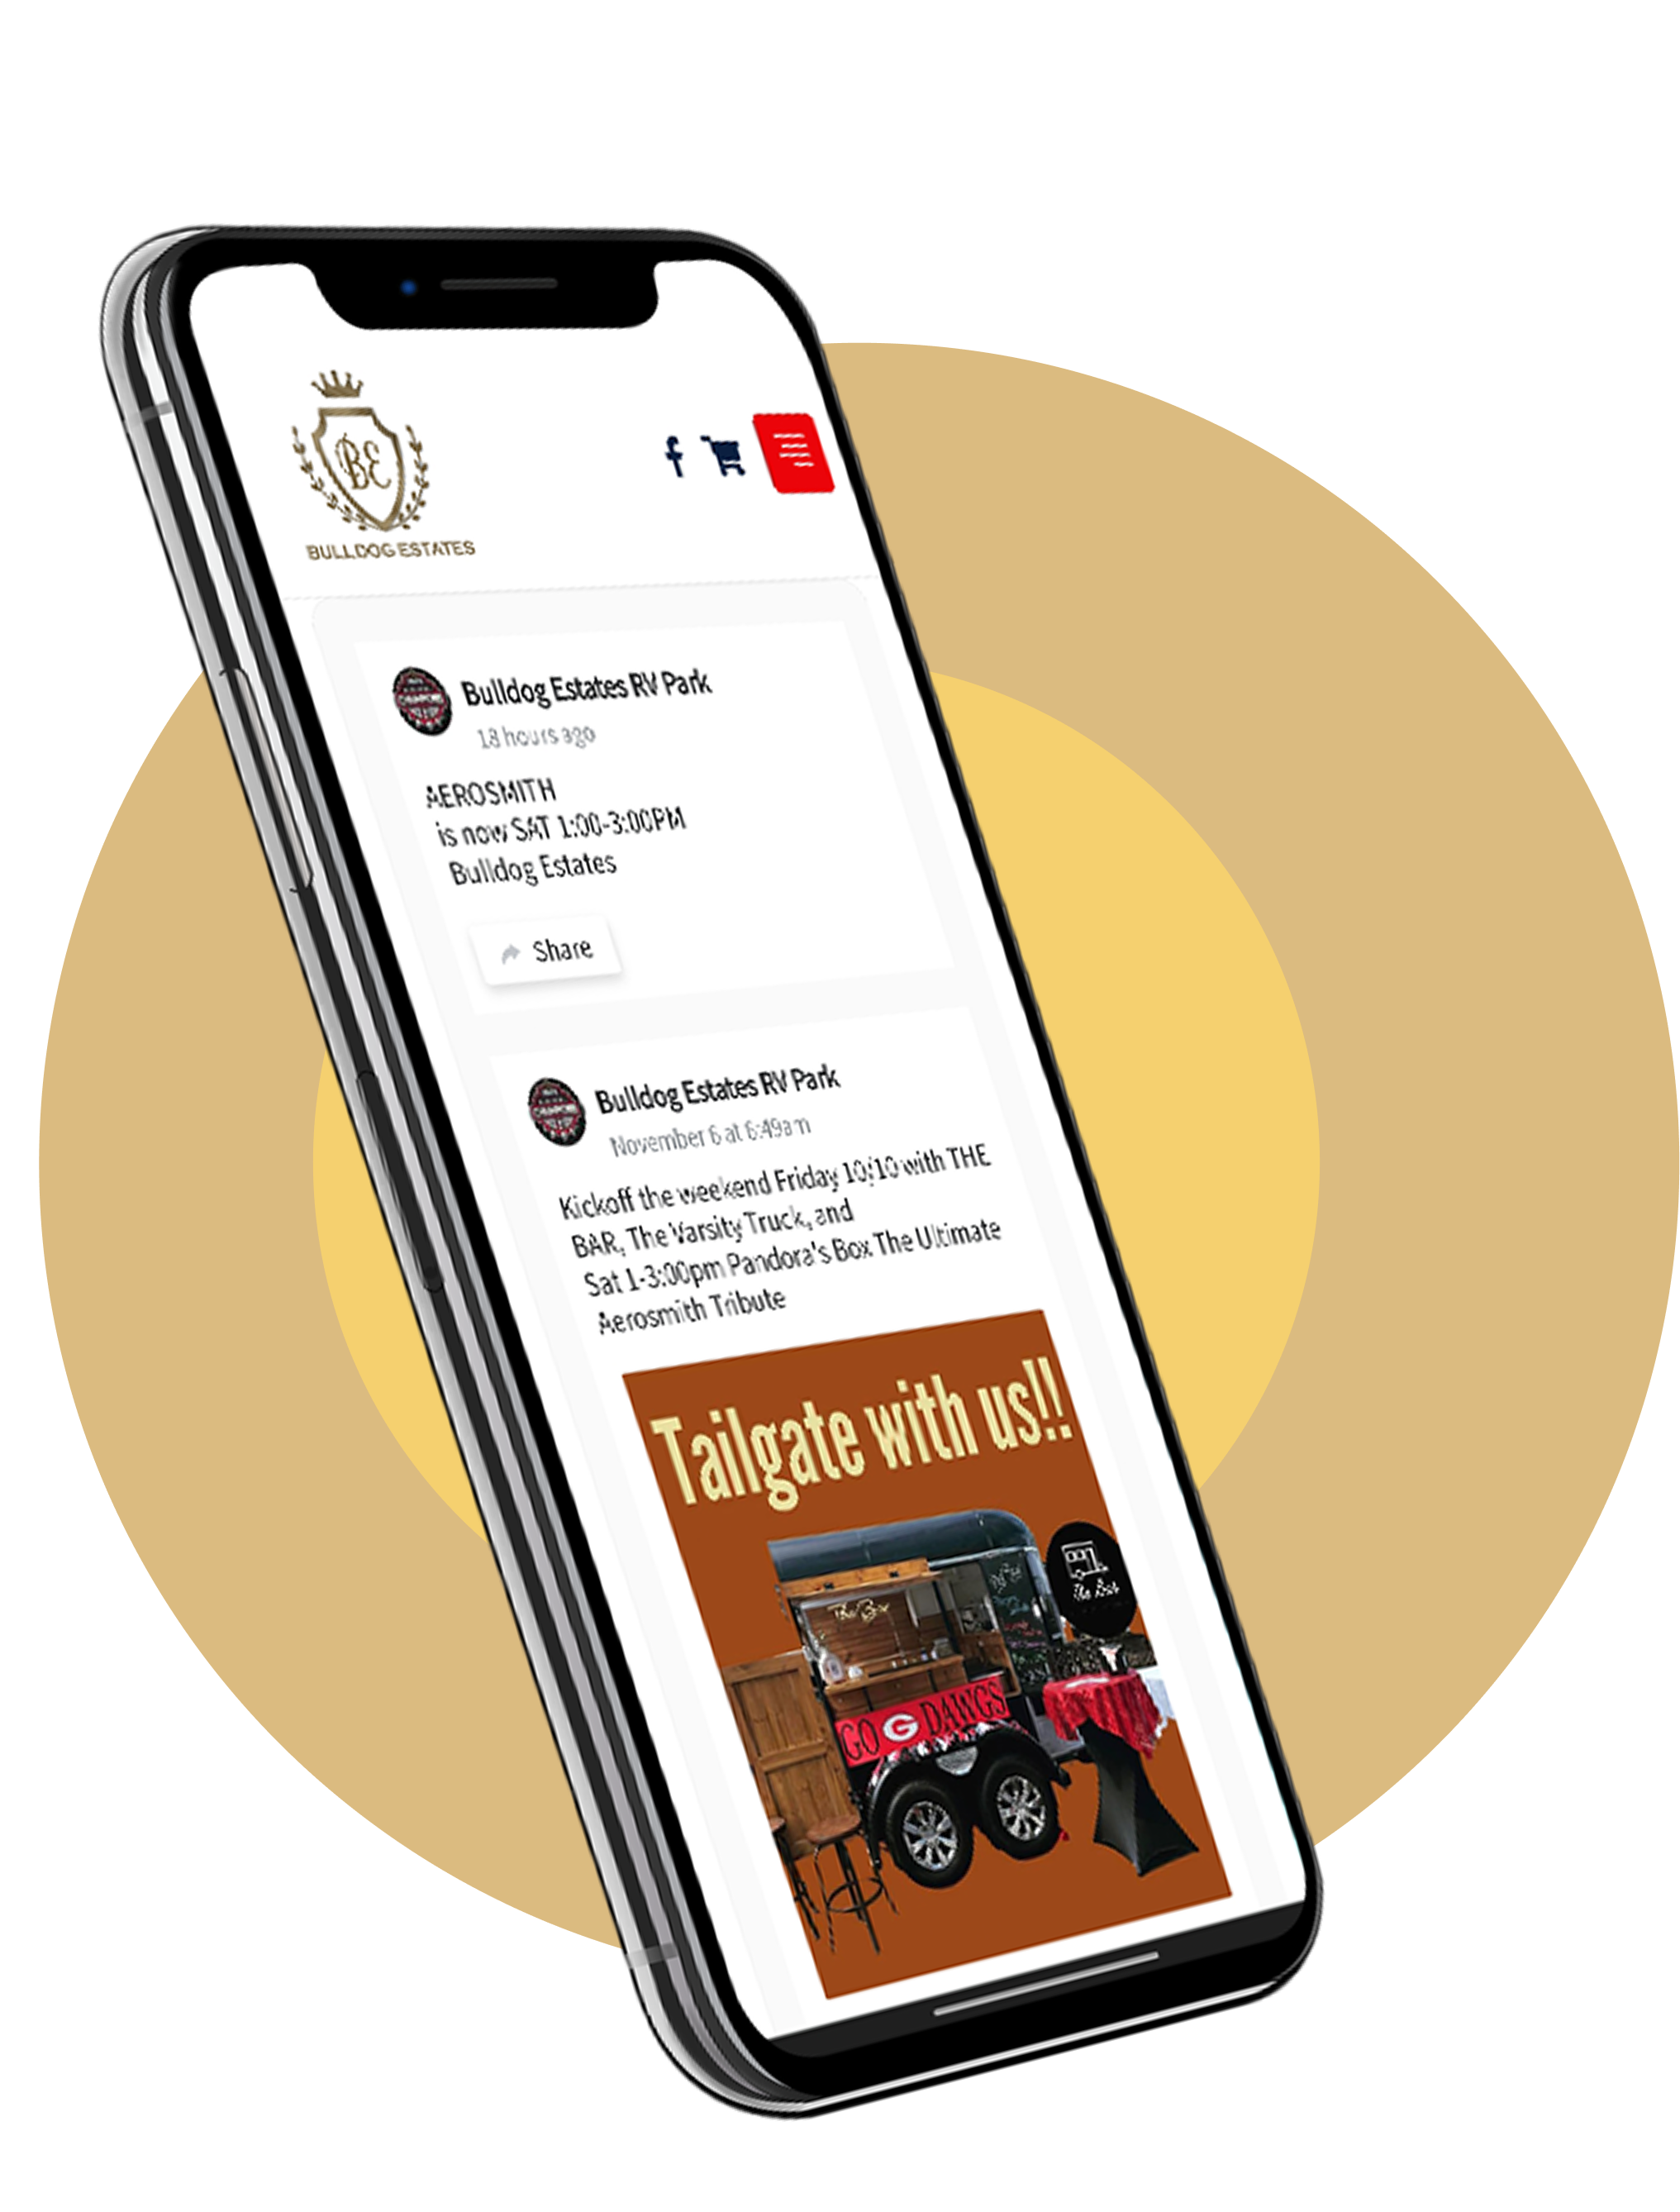 BE
BULLDOG ESTATES
Bulldog Estates RV Park
18 hours ago
AEROSMITH
is now SAT 1:00-3:00PM
Bulldog Estates
Share
Bulldog Estates RV Park
November 6 at 6:49am
Kickoff the weekend Friday 10/10 with THE
BAR, The Varsity Truck, and
Sat 1-3:00pm Pandora's Box The Ultimate
Aerosmith Tribute
Tailgate with us!!
The Bar
The Bar
GO G DAWGS